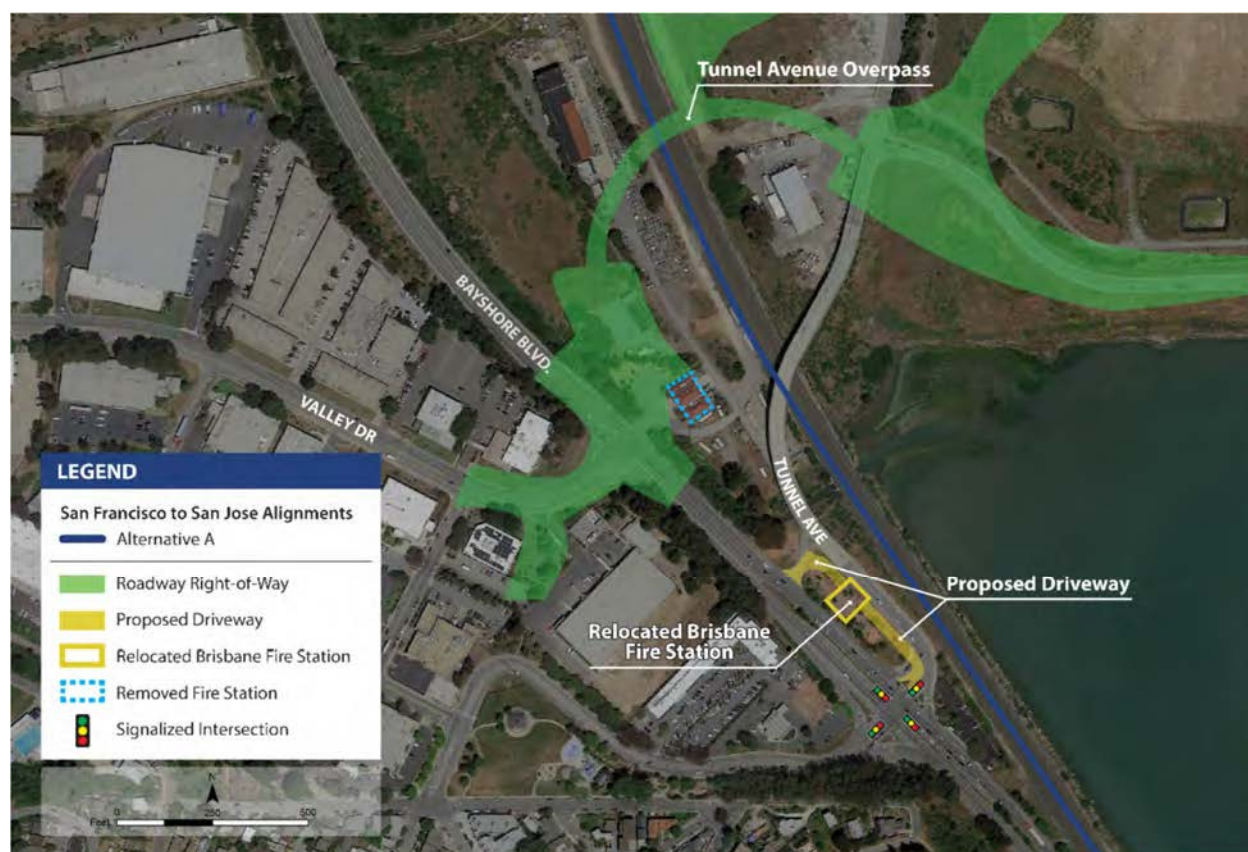 Tunnel Avenue Overpass
BAYSHORE BLVD.
VALLEY DR
TUNNEL AVE
Proposed Driveway
Relocated Brisbane
Fire Station
LEGEND
San Francisco to San Jose Alignments
Alternative A
Roadway Right-of-Way
Proposed Driveway
Relocated Brisbane Fire Station
Removed Fire Station
Signalized Intersection
N
0 250 500
Feet